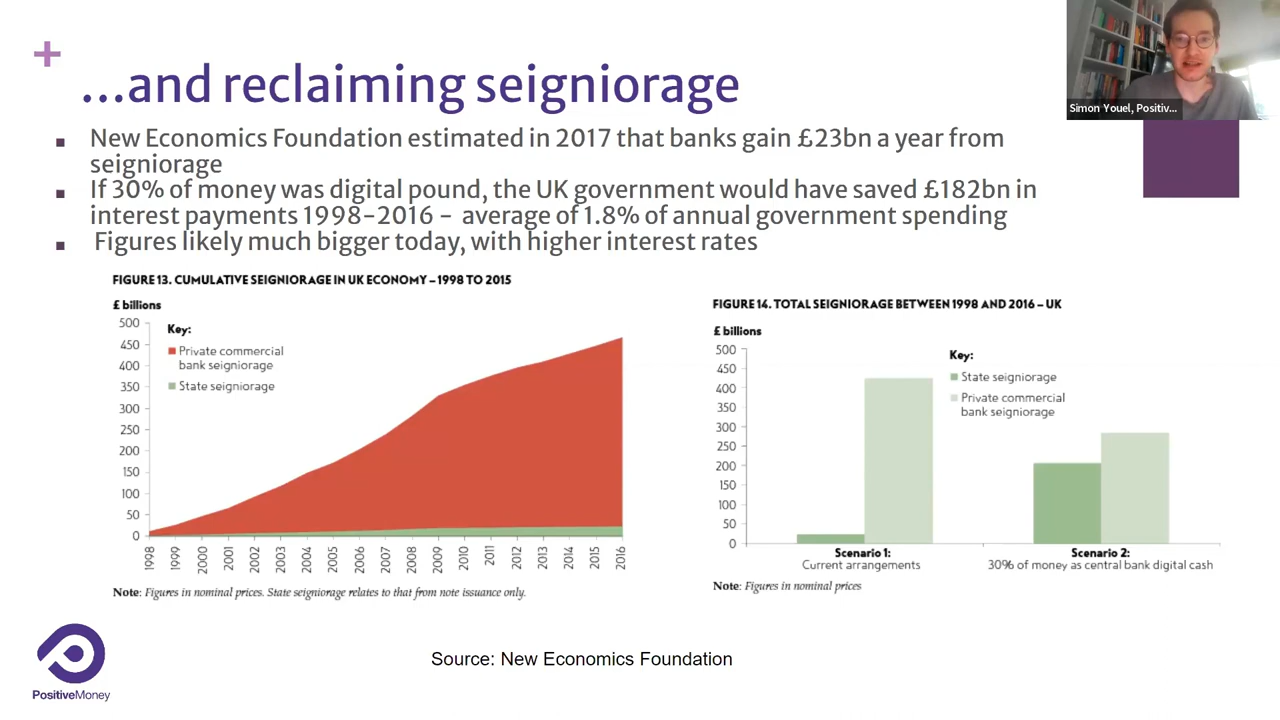 …and reclaiming seigniorage
Simon Youel, Positiv...
New Economics Foundation estimated in 2017 that banks gain £23bn a year from
seigniorage
If 30% of money was digital pound, the UK government would have saved £182bn in
interest payments 1998-2016 - average of 1.8% of annual government spending
Figures likely much bigger today, with higher interest rates
FIGURE 13. CUMULATIVE SEIGNIORAGE IN UK ECONOMY – 1998 TO 2015
£ billions
500
450
400
350
300
250
200
150
100
50
0
Key:
Private commercial
bank seigniorage
State seigniorage
1998
1999
2000
2001
2002
2003
2004
2005
2006
2007
2008
2009
2010
2011
2012
2013
2014
2015
2016
Note: Figures in nominal prices. State seigniorage relates to that from note issuance only.
FIGURE 14. TOTAL SEIGNIORAGE BETWEEN 1998 AND 2016 – UK
£ billions
500
450
400
350
300
250
200
150
100
50
0
Key:
State seigniorage
Private commercial
bank seigniorage
Scenario 1:
Current arrangements
Scenario 2:
30% of money as central bank digital cash
Note: Figures in nominal prices
Source: New Economics Foundation
PositiveMoney